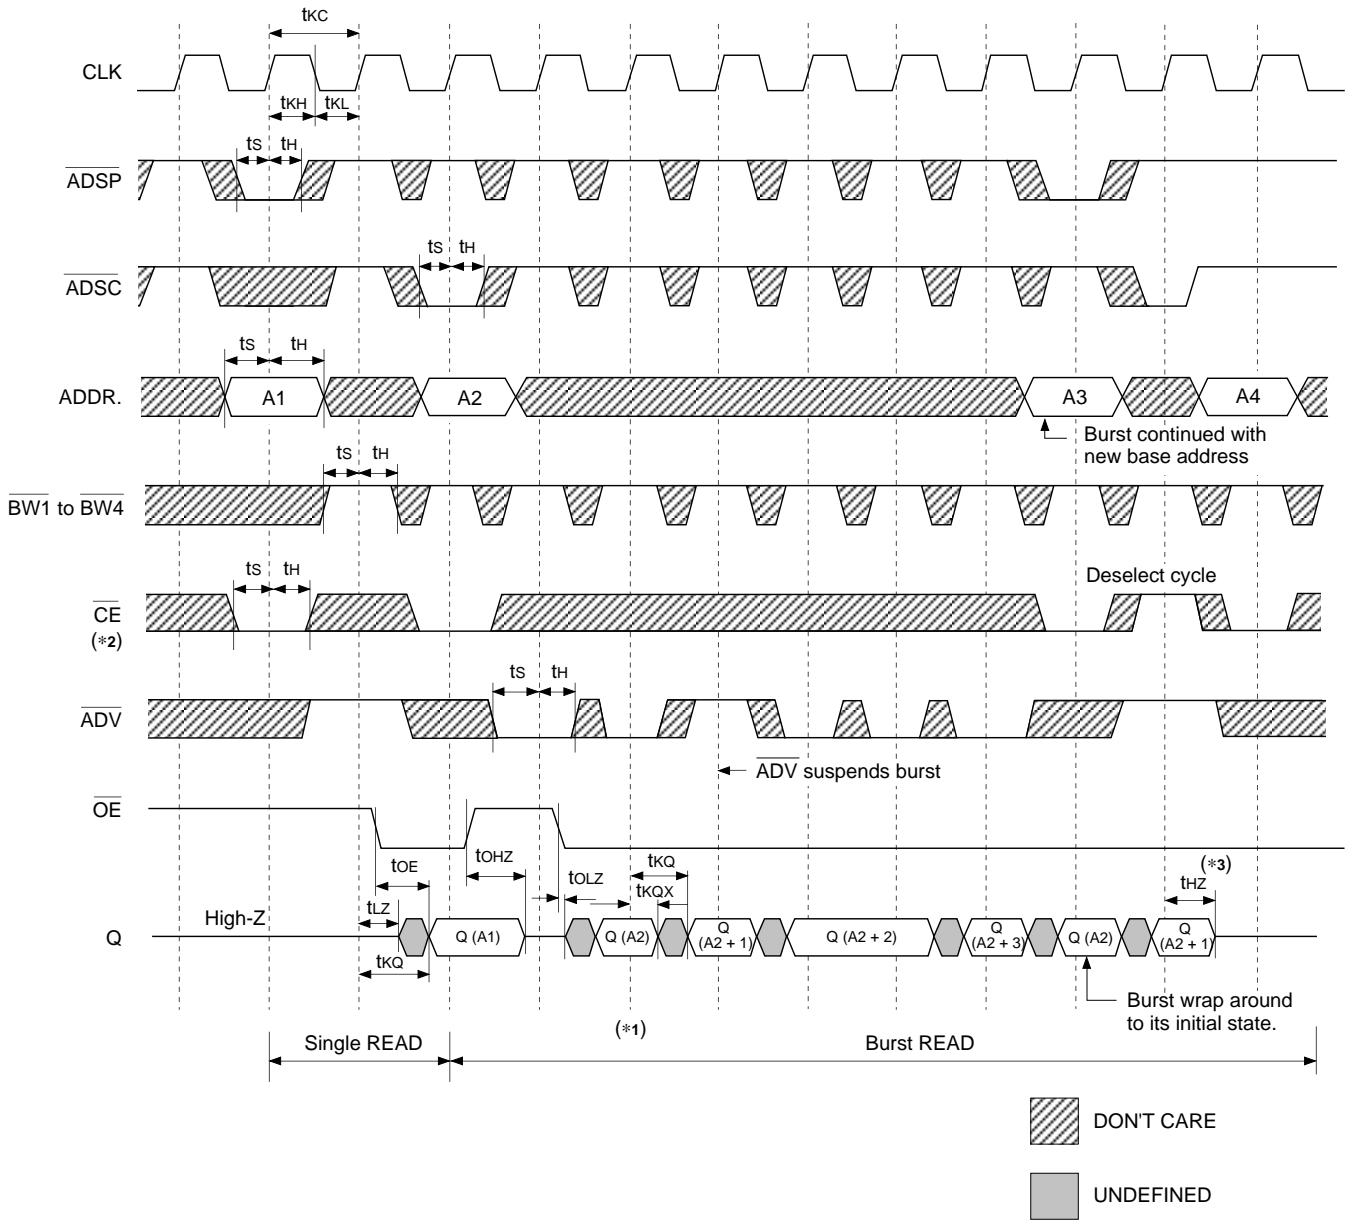 tKC
CLK
tKH tKL
tS tH
ADSP
tS tH
ADSC
tS tH
ADDR. A1 A2 A3 A4
Burst continued with
new base address
tS tH
BW1 to BW4
Deselect cycle
tS tH
CE
(*2)
tS tH
ADV
ADV suspends burst
OE
tOE tOHZ tOLZ tKQ (*3)
tKQX tHZ
tLZ
High-Z
Q Q (A1) Q (A2) Q (A2 + 1) Q (A2 + 2) Q (A2 + 3) Q (A2) Q (A2 + 1)
tKQ
Burst wrap around
to its initial state.
(*1)
Single READ Burst READ
DON'T CARE
UNDEFINED